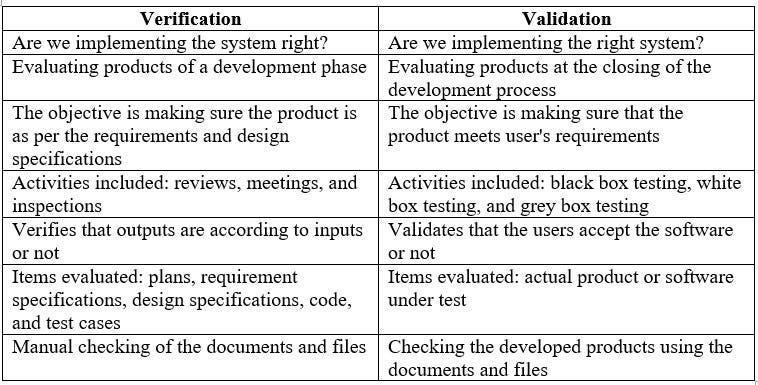 Verification
Validation
Are we implementing the system right?
Are we implementing the right system?
Evaluating products of a development phase
Evaluating products at the closing of the
development process
The objective is making sure the product is
as per the requirements and design
specifications
The objective is making sure that the
product meets user's requirements
Activities included: reviews, meetings, and
inspections
Activities included: black box testing, white
box testing, and grey box testing
Verifies that outputs are according to inputs
or not
Validates that the users accept the software
or not
Items evaluated: plans, requirement
specifications, design specifications, code,
and test cases
Items evaluated: actual product or software
under test
Manual checking of the documents and files
Checking the developed products using the
documents and files